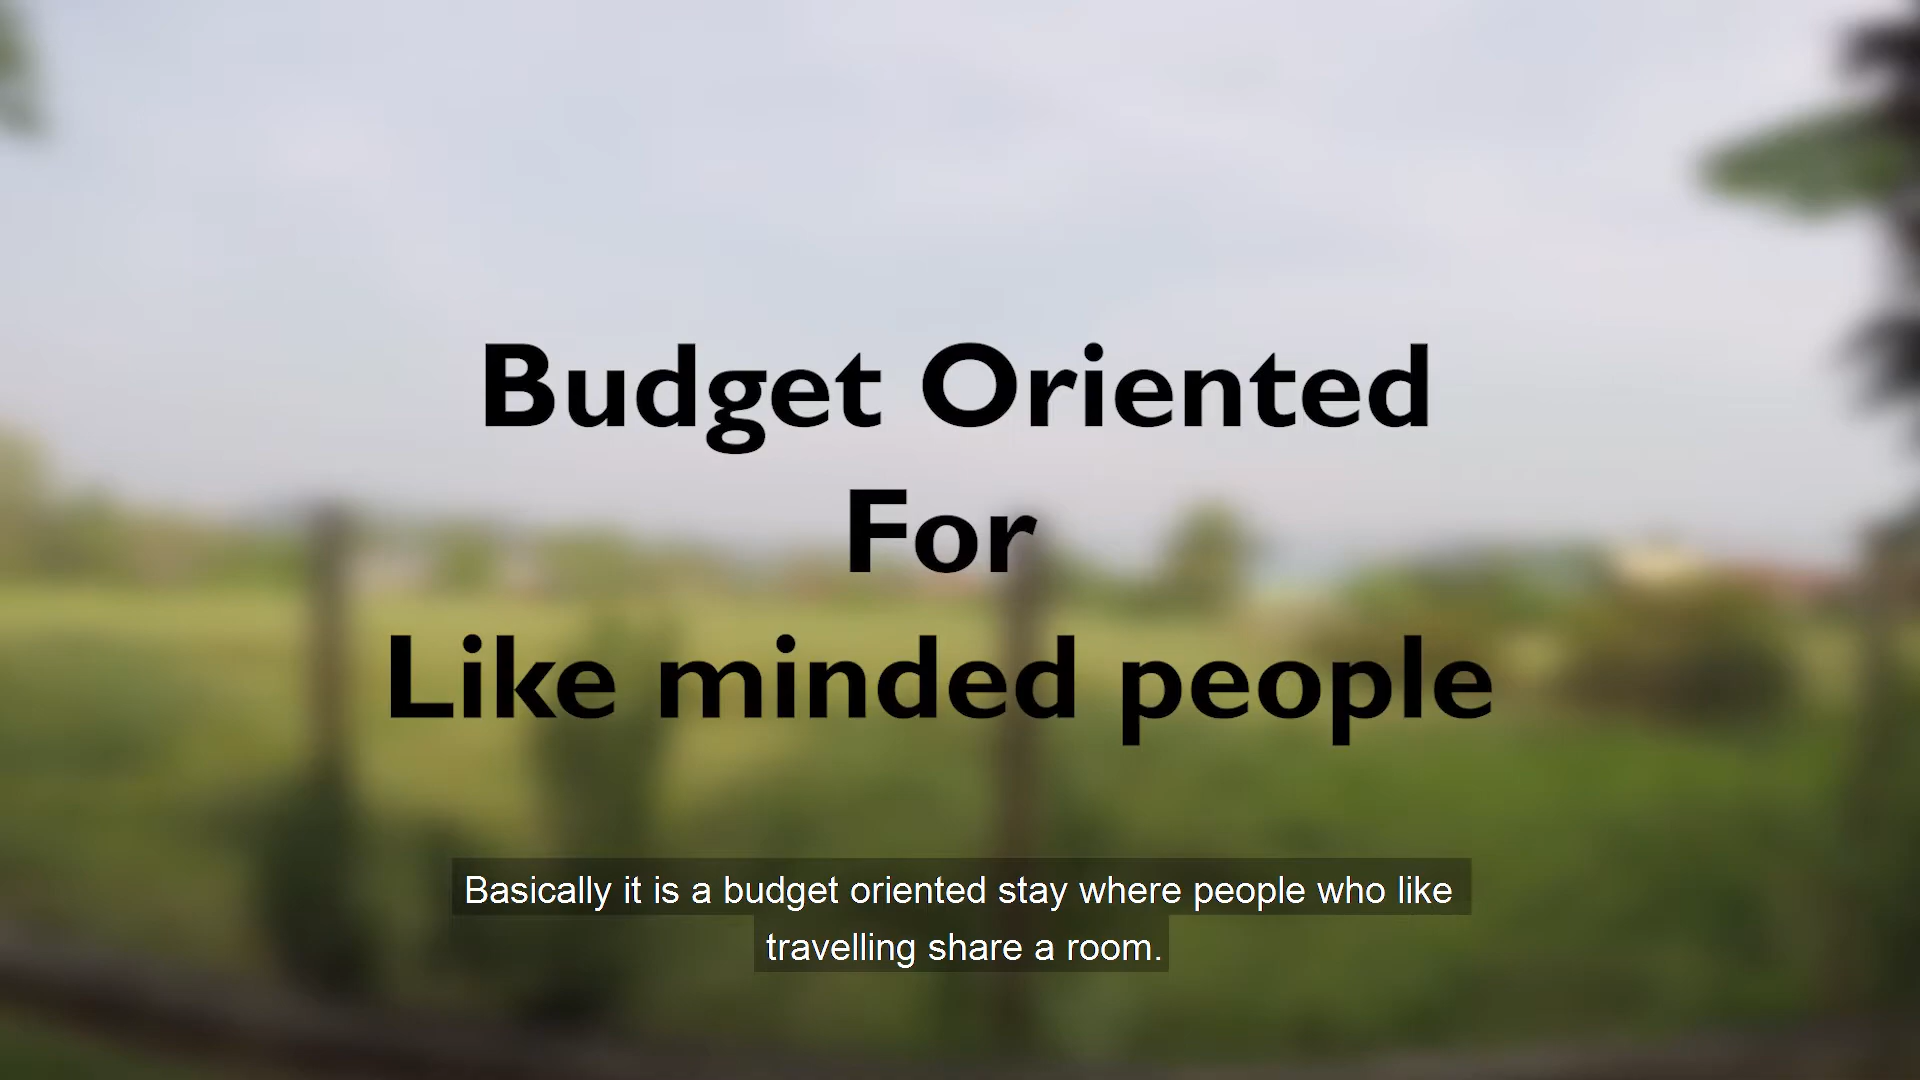 Budget Oriented
For
Like minded people
Basically it is a budget oriented stay where people who like
travelling share a room.